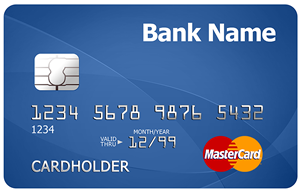 Bank Name
1234 5678 9876 5432
1234
MONTH/YEAR
VALID THRU 12/99
CARDHOLDER
MasterCard